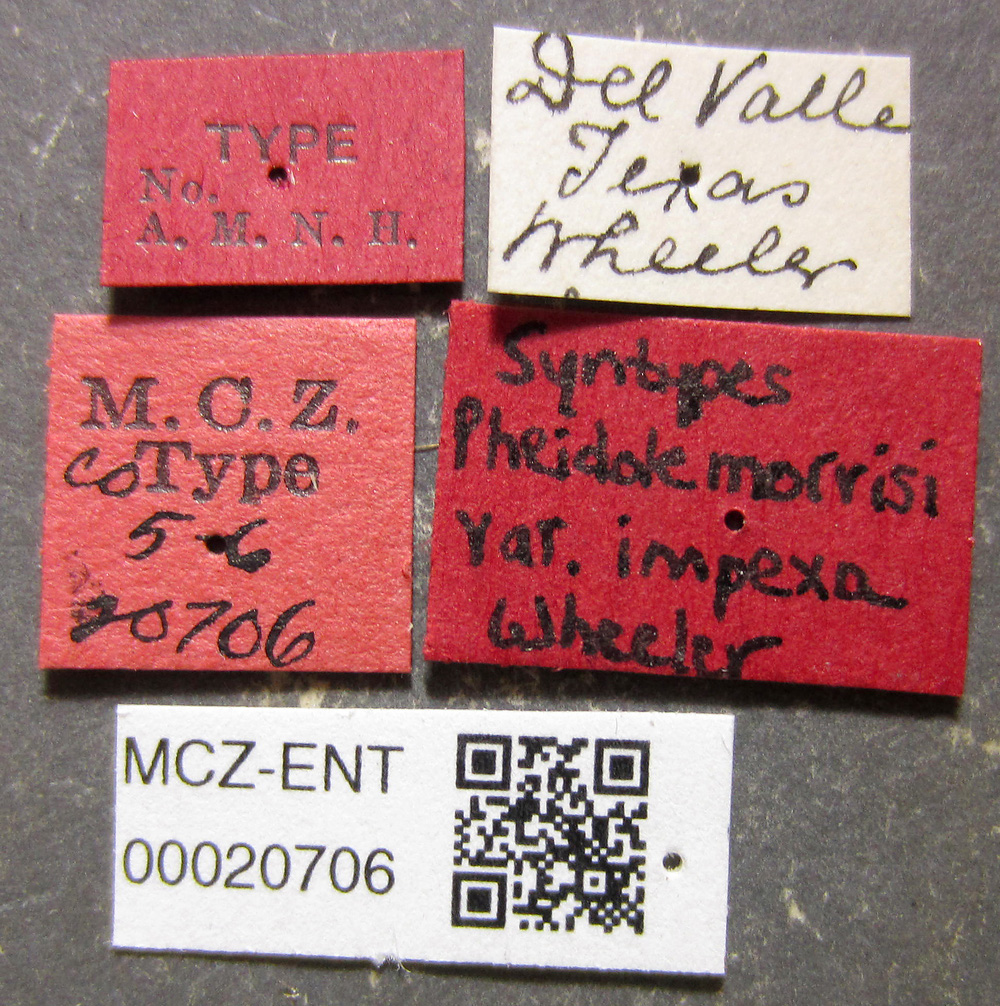 TYPE
No.
A. M. N. H.
Del Valle
Texas
Wheeler
M. C. Z.
CoType
5-6
20706
Syntypes
Pheidole morrisi
var. impexa
Wheeler
MCZ-ENT
00020706